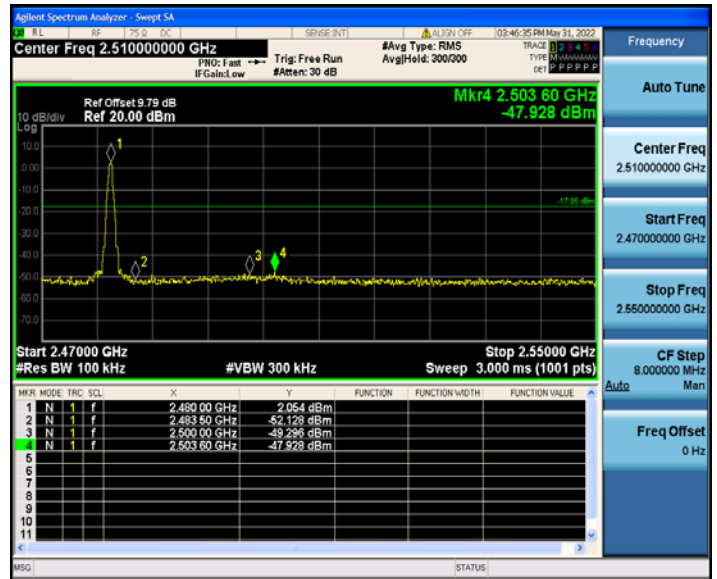 Agilent Spectrum Analyzer - Swept SA
RL RF 75 Ω DC SENSE:INT ALIGN OFF 03:46:35 PM May 31, 2022
Center Freq 2.510000000 GHz
PNO: Fast
IFGain:Low
Trig: Free Run
#Atten: 30 dB
#Avg Type: RMS
Avg|Hold: 300/300
TRACE 1 2 3 4 5 6
TYPE MWWWWW
DET P P P P P P
Mkr4 2.503 60 GHz
-47.928 dBm
Ref Offset 9.79 dB
10 dB/div Ref 20.00 dBm
Log
10.0
0.00
-10.0
-20.0
-30.0
-40.0
-50.0
-60.0
-70.0
1
2
3
4
-17.95 dBm
Start 2.47000 GHz Stop 2.55000 GHz
#Res BW 100 kHz #VBW 300 kHz Sweep 3.000 ms (1001 pts)
MKR MODE TRC SCL X Y FUNCTION FUNCTION WIDTH FUNCTION VALUE
1 N 1 f 2.480 00 GHz 2.054 dBm
2 N 1 f 2.483 50 GHz -52.128 dBm
3 N 1 f 2.500 00 GHz -49.296 dBm
4 N 1 f 2.503 60 GHz -47.928 dBm
5
6
7
8
9
10
11
MSG STATUS
Frequency
Auto Tune
Center Freq
2.510000000 GHz
Start Freq
2.470000000 GHz
Stop Freq
2.550000000 GHz
CF Step
8.000000 MHz
Auto Man
Freq Offset
0 Hz